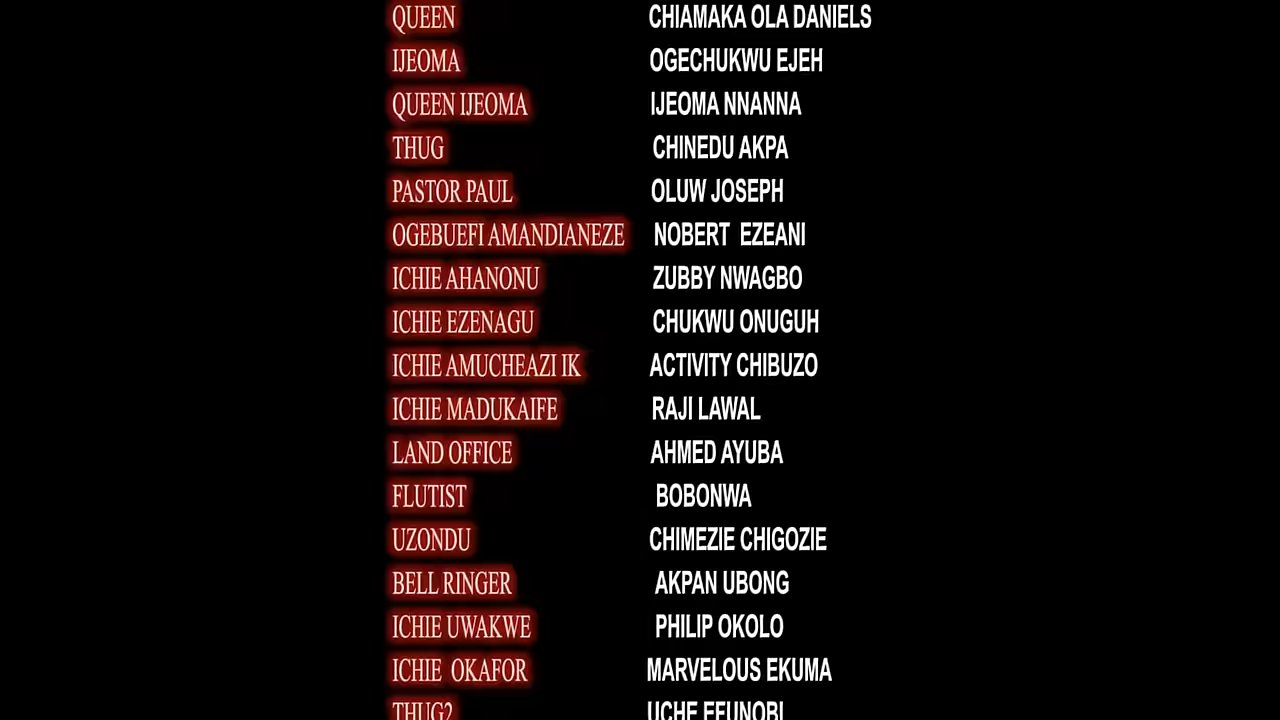 QUEEN CHIAMAKA OLA DANIELS
IJEOMA OGECHUKWU EJEH
QUEEN IJEOMA IJEOMA NNANNA
THUG CHINEDU AKPA
PASTOR PAUL OLUW JOSEPH
OGEBUEFI AMANDIANEZE NOBERT EZEANI
ICHIE AHANONU ZUBBY NWAGBO
ICHIE EZENAGU CHUKWU ONUGUH
ICHIE AMUCHEAZI IK ACTIVITY CHIBUZO
ICHIE MADUKAIFE RAJI LAWAL
LAND OFFICE AHMED AYUBA
FLUTIST BOBONWA
UZONDU CHIMEZIE CHIGOZIE
BELL RINGER AKPAN UBONG
ICHIE UWAKWE PHILIP OKOLO
ICHIE OKAFOR MARVELOUS EKUMA
THUG2 UCHE